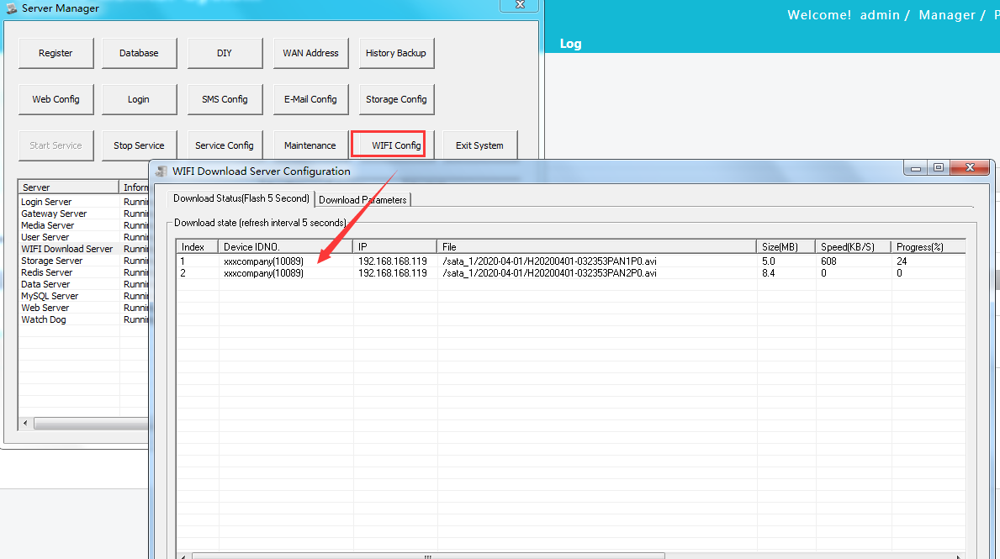 Server Manager
Welcome! admin / Manager / P
Log
Register Database DIY WAN Address History Backup
Web Config Login SMS Config E-Mail Config Storage Config
Start Service Stop Service Service Config Maintenance WIFI Config Exit System
WIFI Download Server Configuration
Server Inform
Login Server Runnin
Gateway Server Runnin
Media Server Runnin
User Server Runnin
WIFI Download Server Runnin
Storage Server Runnin
Redis Server Runnin
Data Server Runnin
MySQL Server Runnin
Web Server Runnin
Watch Dog Runnin
Download Status(Flash 5 Second) Download Parameters
Download state (refresh interval 5 seconds)
Index Device IDNO. IP File Size(MB) Speed(KB/S) Progress(%)
1 xxxcompany(10089) 192.168.168.119 /sata_1/2020-04-01/H20200401-032353PAN1P0.avi 5.0 608 24
2 xxxcompany(10089) 192.168.168.119 /sata_1/2020-04-01/H20200401-032353PAN2P0.avi 8.4 0 0